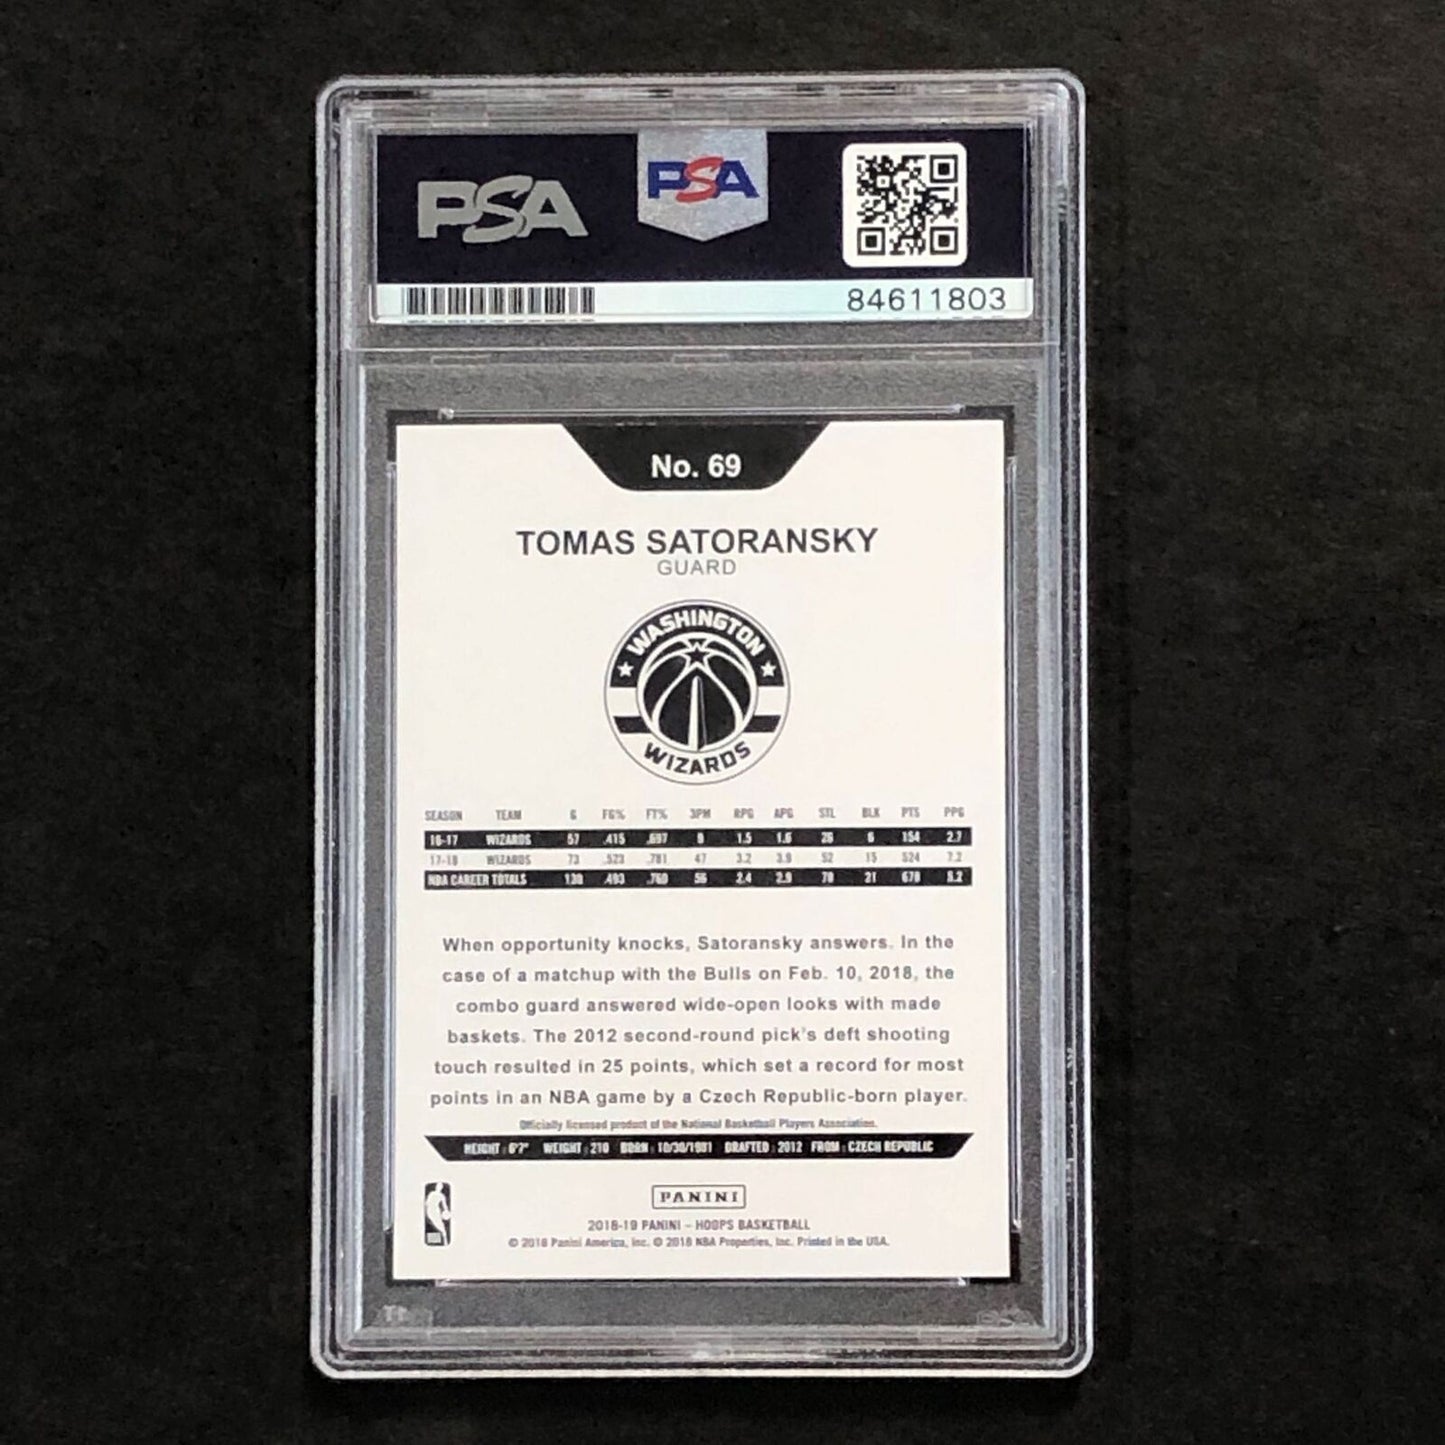 PSA
PSA
84611803
No. 69
TOMAS SATORANSKY
GUARD
WASHINGTON
WIZARDS
SEASON TEAM G FG% FT% 3PM RPG APG STL BLK PTS PPG
16-17 WIZARDS 57 .415 .697 9 1.5 1.6 26 6 154 2.7
17-18 WIZARDS 73 .523 .781 47 3.2 3.9 52 15 524 7.2
NBA CAREER TOTALS 130 .493 .760 56 2.4 2.9 78 21 678 5.2
When opportunity knocks, Satoransky answers. In the
case of a matchup with the Bulls on Feb. 10, 2018, the
combo guard answered wide-open looks with made
baskets. The 2012 second-round pick's deft shooting
touch resulted in 25 points, which set a record for most
points in an NBA game by a Czech Republic-born player.
Officially licensed product of the National Basketball Players Association.
HEIGHT : 6'7" WEIGHT : 210 BORN : 10/30/1991 DRAFTED : 2012 FROM : CZECH REPUBLIC
PANINI
2018-19 PANINI – HOOPS BASKETBALL
© 2018 Panini America, Inc. © 2018 NBA Properties, Inc. Printed in the USA.